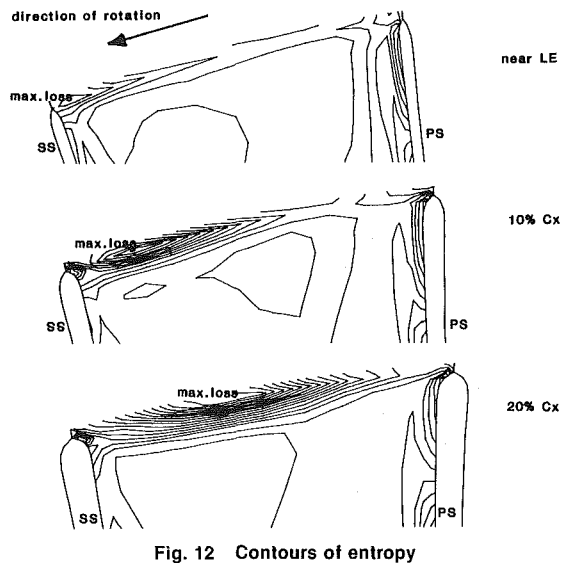 direction of rotation
near LE
max.loss
SS
PS
10% Cx
max.loss
SS
PS
20% Cx
max.loss
SS
PS
Fig. 12 Contours of entropy